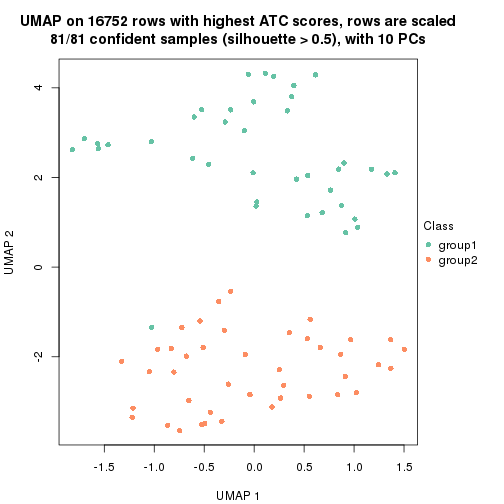 UMAP on 16752 rows with highest ATC scores, rows are scaled
81/81 confident samples (silhouette > 0.5), with 10 PCs
4
2
0
-2
UMAP 2
-1.5
-1.0
-0.5
0.0
0.5
1.0
1.5
UMAP 1
Class
group1
group2